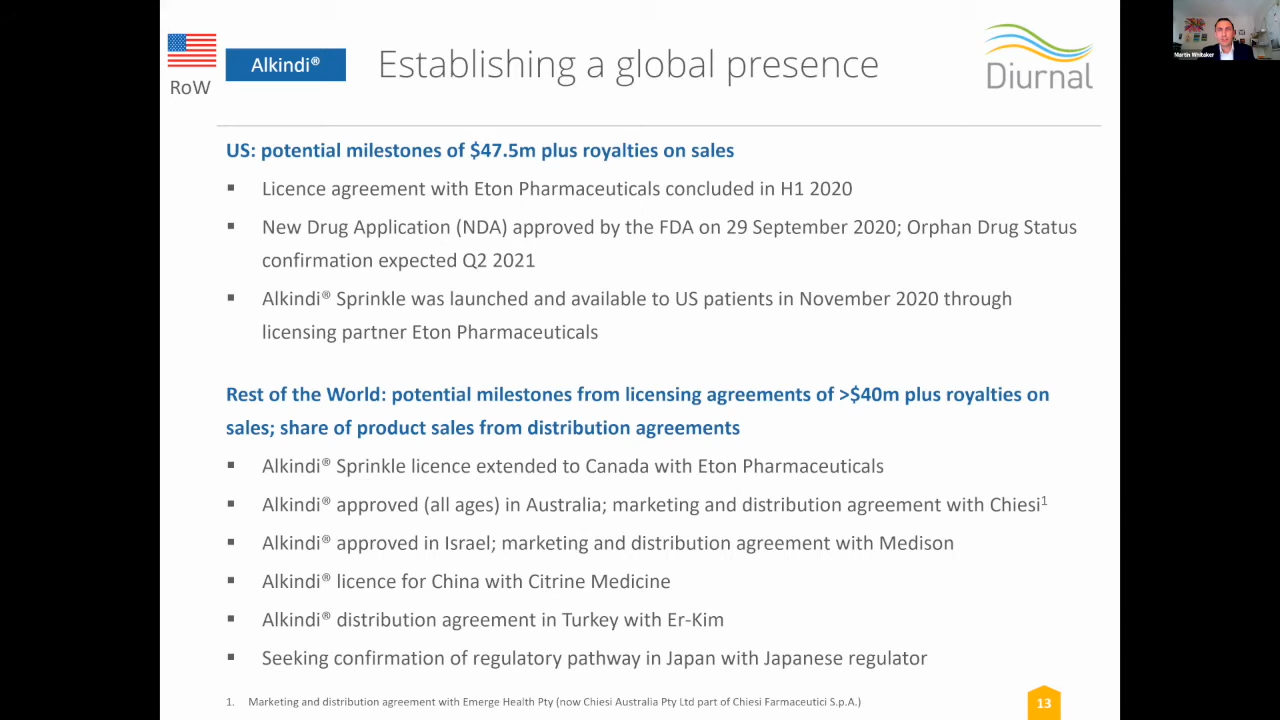 RoW
Alkindi®
Establishing a global presence
Diurnal
Martin Whitaker
US: potential milestones of $47.5m plus royalties on sales
▪ Licence agreement with Eton Pharmaceuticals concluded in H1 2020
▪ New Drug Application (NDA) approved by the FDA on 29 September 2020; Orphan Drug Status
confirmation expected Q2 2021
▪ Alkindi® Sprinkle was launched and available to US patients in November 2020 through
licensing partner Eton Pharmaceuticals
Rest of the World: potential milestones from licensing agreements of >$40m plus royalties on
sales; share of product sales from distribution agreements
▪ Alkindi® Sprinkle licence extended to Canada with Eton Pharmaceuticals
▪ Alkindi® approved (all ages) in Australia; marketing and distribution agreement with Chiesi¹
▪ Alkindi® approved in Israel; marketing and distribution agreement with Medison
▪ Alkindi® licence for China with Citrine Medicine
▪ Alkindi® distribution agreement in Turkey with Er-Kim
▪ Seeking confirmation of regulatory pathway in Japan with Japanese regulator
1. Marketing and distribution agreement with Emerge Health Pty (now Chiesi Australia Pty Ltd part of Chiesi Farmaceutici S.p.A.)
13